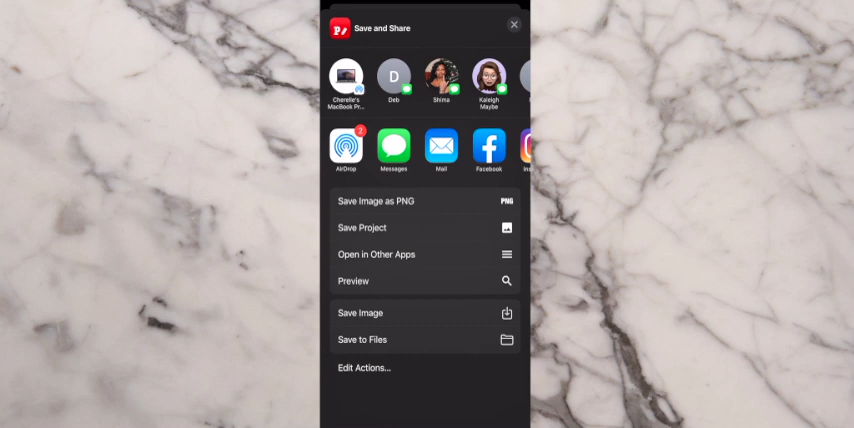 Save and Share
D
Cherelle's
MacBook Pr...
Deb
Shima
Kaleigh
Maybe
2
AirDrop
Messages
Mail
Facebook
Save Image as PNG
PNG
Save Project
Open in Other Apps
Preview
Save Image
Save to Files
Edit Actions...